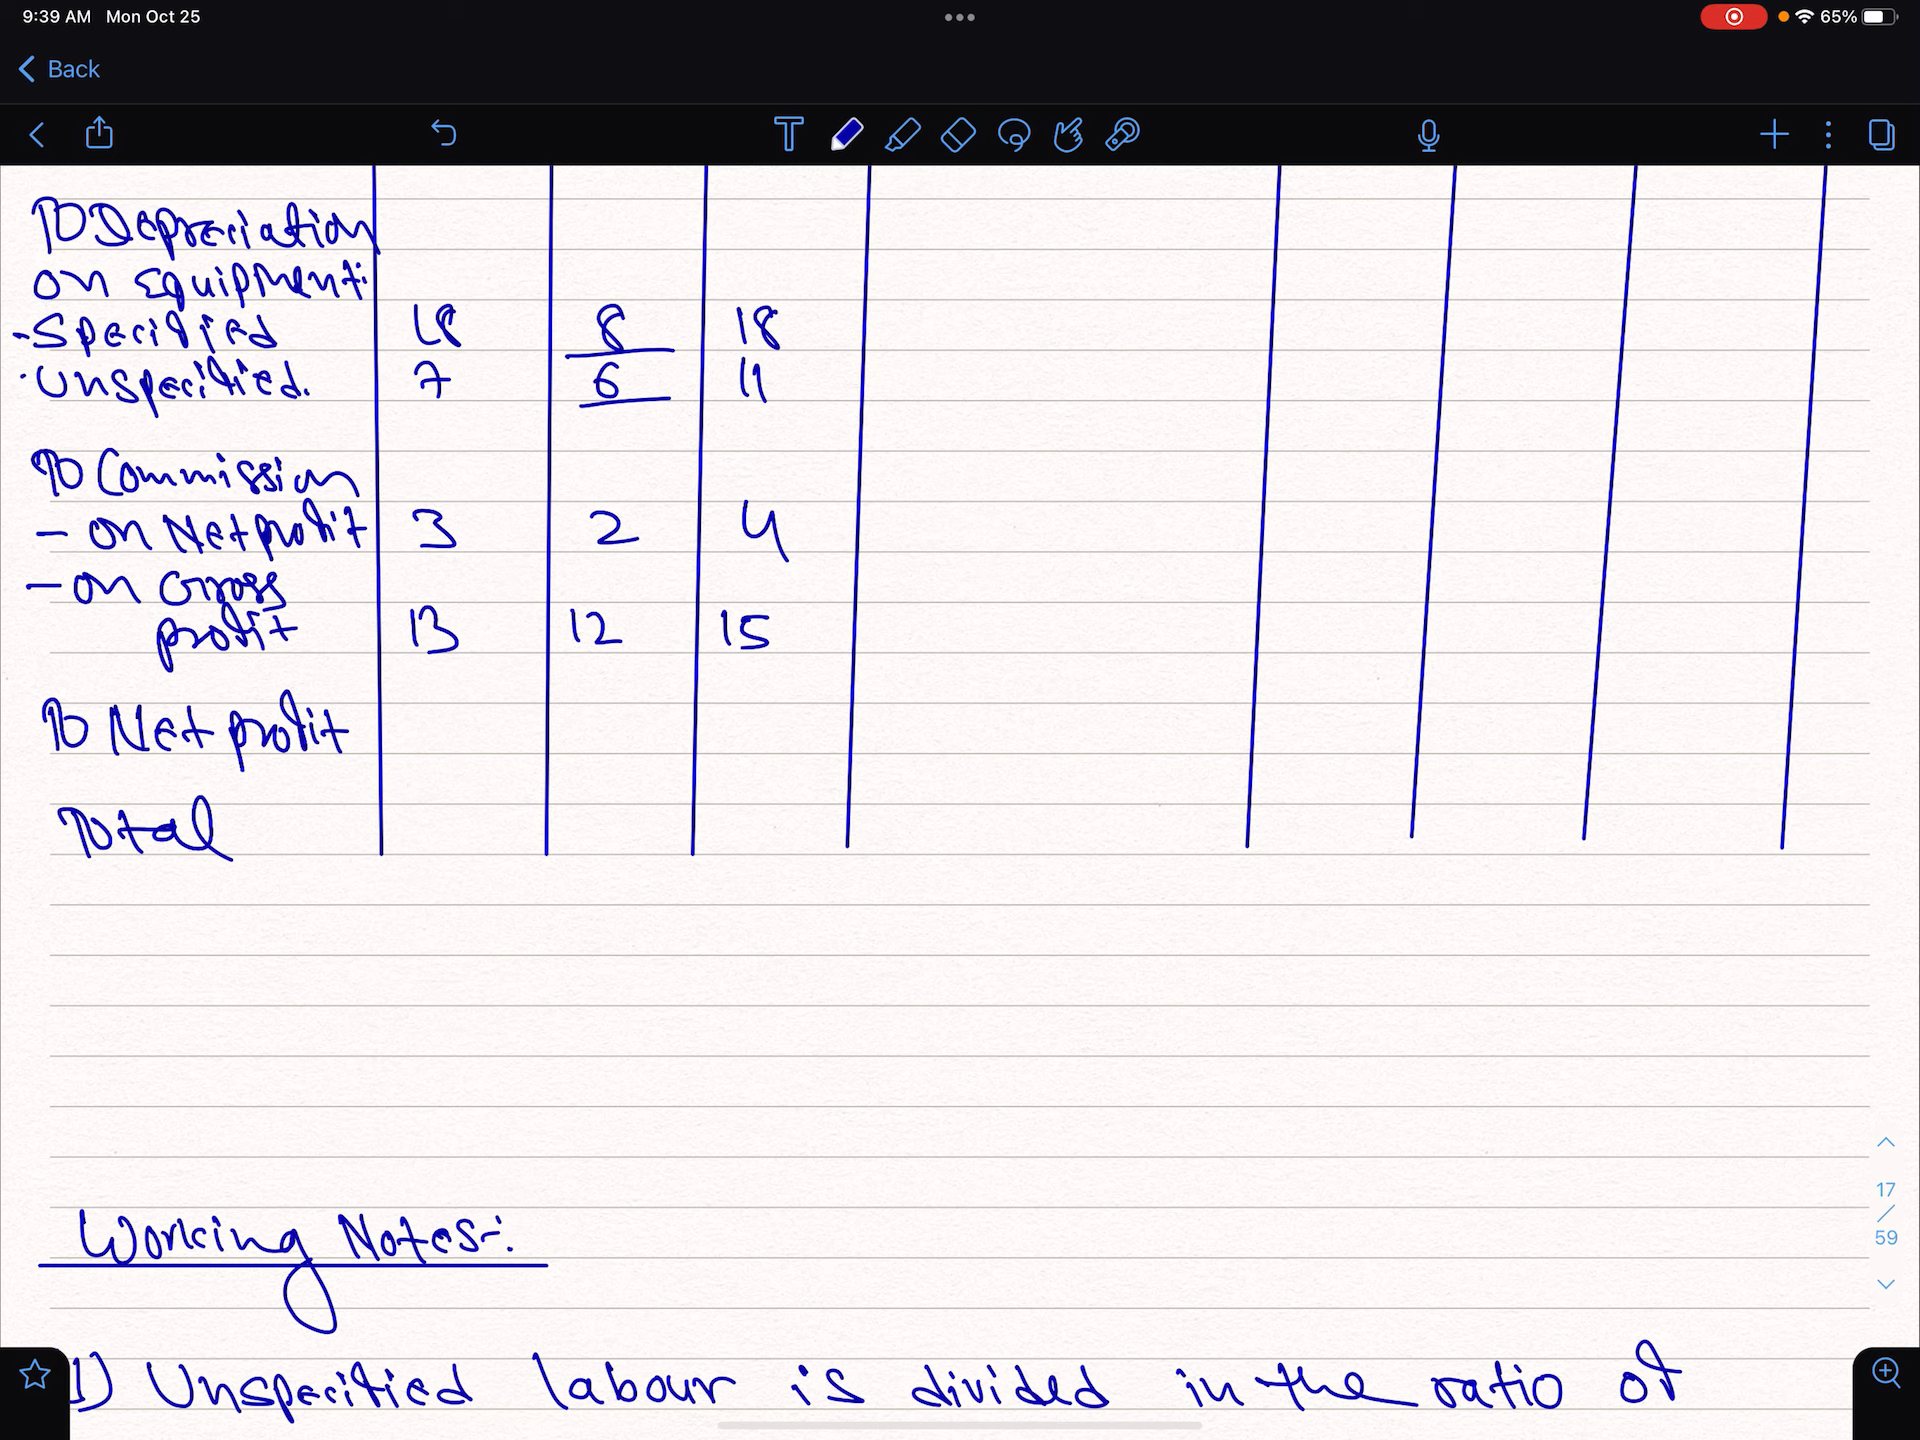 9:39 AM Mon Oct 25
65%
Back
To Depreciation
on equipment:
- Specified 18 8 18
- Unspecified. 7 6 11
To Commission
- on Net profit 3 2 4
- on Gross
profit 13 12 15
To Net profit
Total
17
/
59
Working Notes:-
1) Unspecified labour is divided in the ratio of